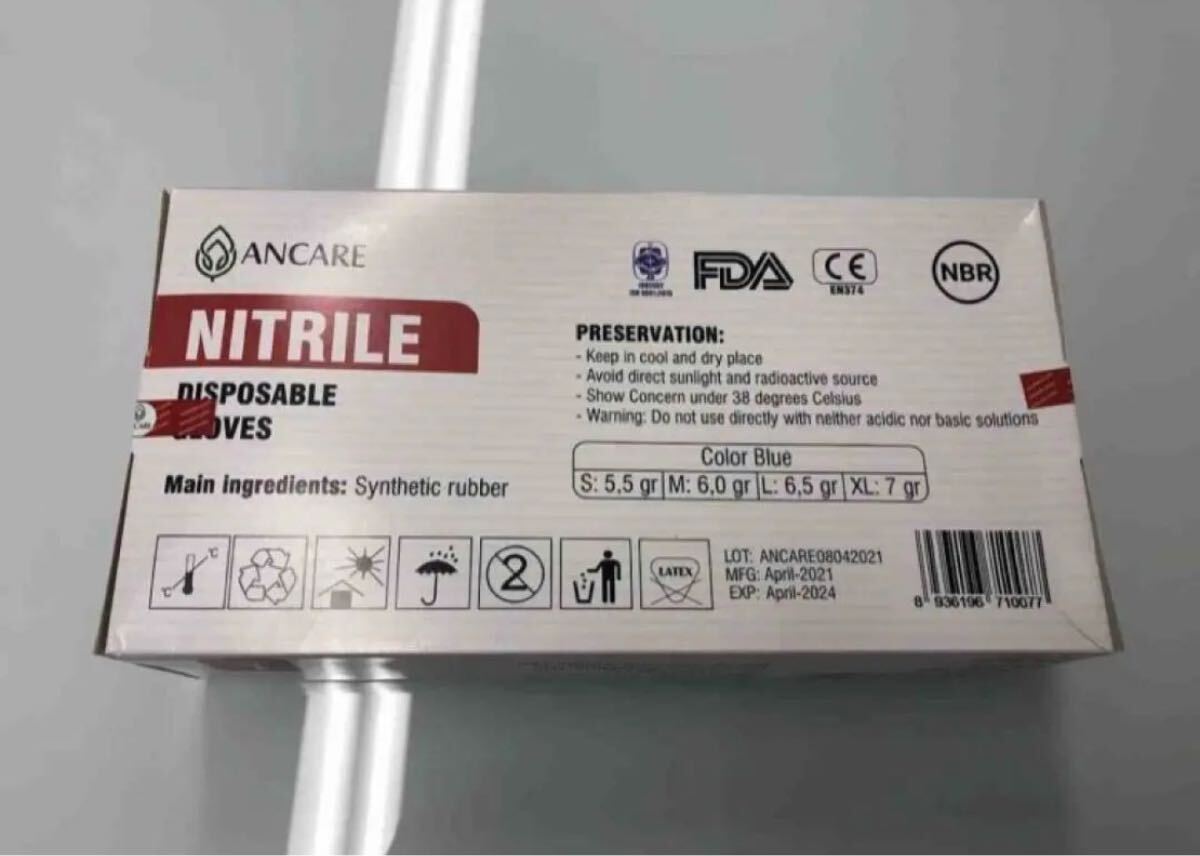 ANCARE
NITRILE
DISPOSABLE
GLOVES
Main ingredients: Synthetic rubber
FDA
CE
EN374
NBR
PRESERVATION:
- Keep in cool and dry place
- Avoid direct sunlight and radioactive source
- Show Concern under 38 degrees Celsius
- Warning: Do not use directly with neither acidic nor basic solutions
Color Blue
S: 5,5 gr M: 6,0 gr L: 6,5 gr XL: 7 gr
°C
°C
2
LATEX
LOT: ANCARE08042021
MFG: April-2021
EXP: April-2024
8 936196 710077